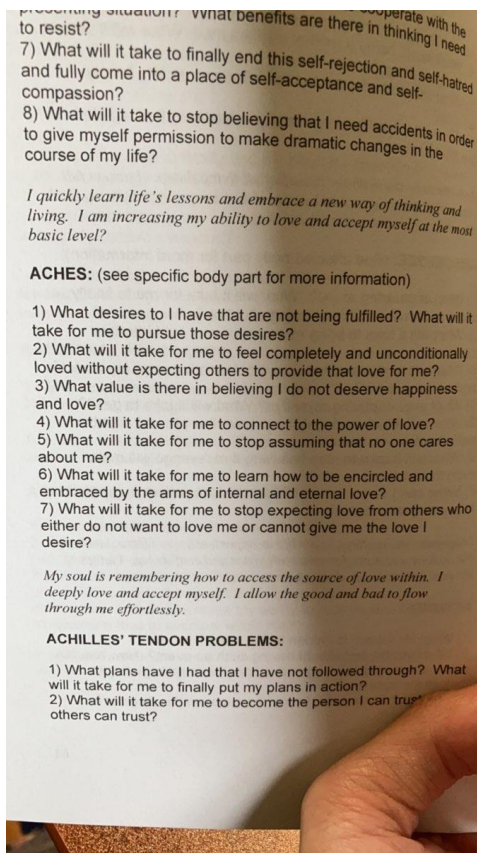 situation? What benefits are there in thinking I need
cooperate with the
to resist?
7) What will it take to finally end this self-rejection and self-hatred
and fully come into a place of self-acceptance and self-
compassion?
8) What will it take to stop believing that I need accidents in order
to give myself permission to make dramatic changes in the
course of my life?
I quickly learn life's lessons and embrace a new way of thinking and
living. I am increasing my ability to love and accept myself at the most
basic level?
ACHES: (see specific body part for more information)
1) What desires to I have that are not being fulfilled? What will it
take for me to pursue those desires?
2) What will it take for me to feel completely and unconditionally
loved without expecting others to provide that love for me?
3) What value is there in believing I do not deserve happiness
and love?
4) What will it take for me to connect to the power of love?
5) What will it take for me to stop assuming that no one cares
about me?
6) What will it take for me to learn how to be encircled and
embraced by the arms of internal and eternal love?
7) What will it take for me to stop expecting love from others who
either do not want to love me or cannot give me the love I
desire?
My soul is remembering how to access the source of love within. I
deeply love and accept myself. I allow the good and bad to flow
through me effortlessly.
ACHILLES' TENDON PROBLEMS:
1) What plans have I had that I have not followed through? What
will it take for me to finally put my plans in action?
2) What will it take for me to become the person I can trust
others can trust?